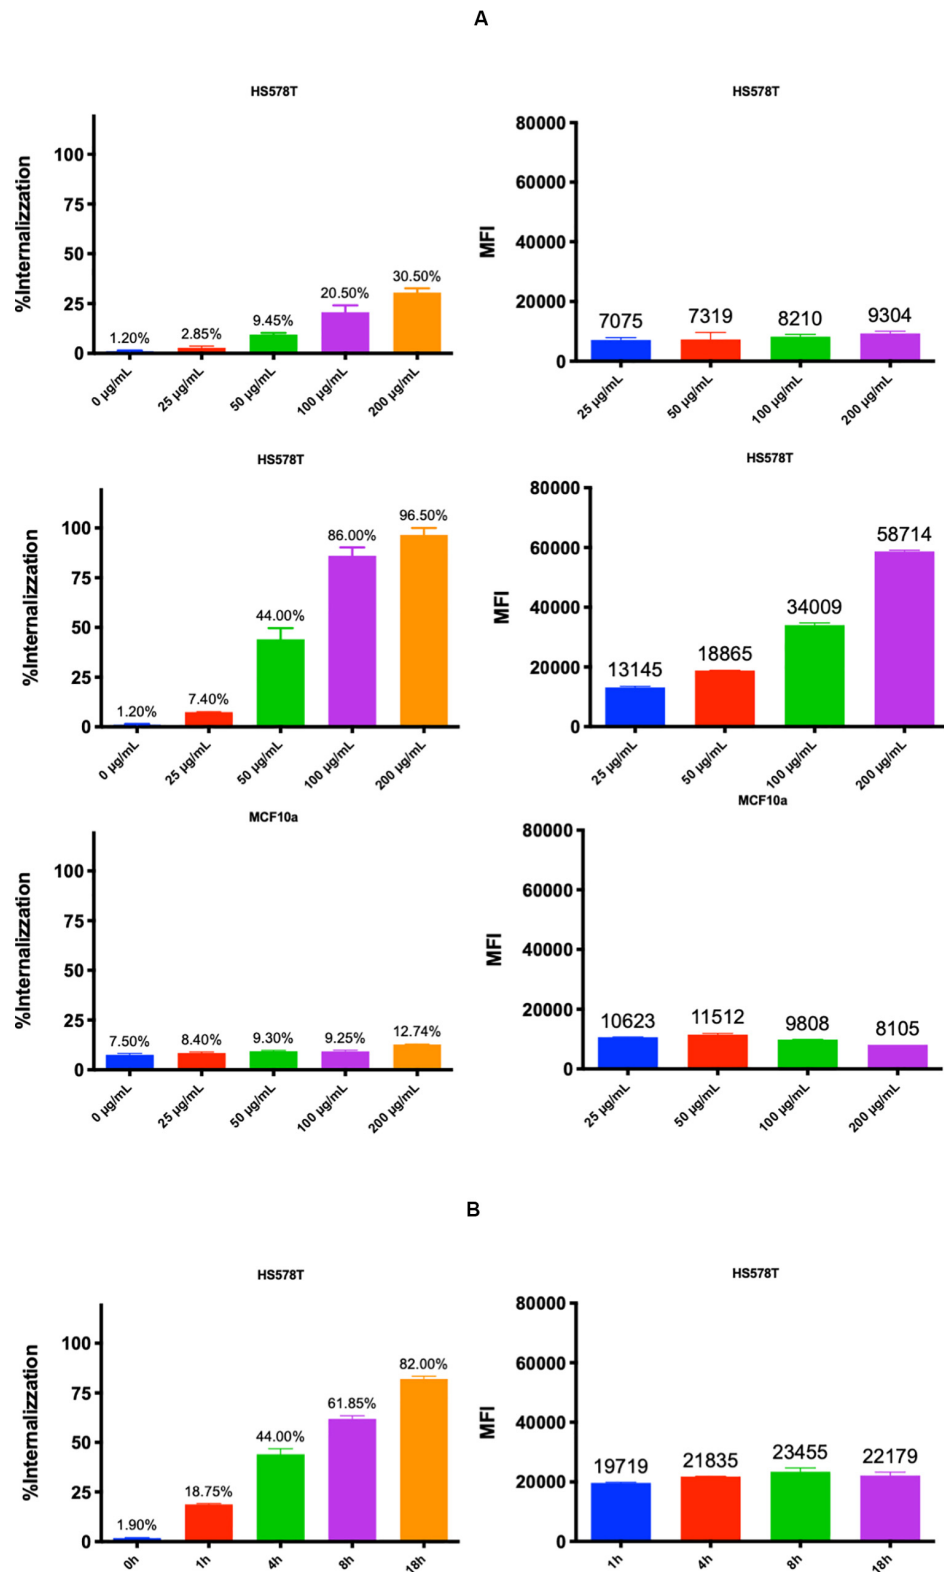 A
HS578T
%Internalizzation
100
75
50
25
0
1.20%
2.85%
9.45%
20.50%
30.50%
0 µg/mL
25 µg/mL
50 µg/mL
100 µg/mL
200 µg/mL
HS578T
MFI
80000
60000
40000
20000
0
7075
7319
8210
9304
25 µg/mL
50 µg/mL
100 µg/mL
200 µg/mL
HS578T
%Internalizzation
100
75
50
25
0
1.20%
7.40%
44.00%
86.00%
96.50%
0 µg/mL
25 µg/mL
50 µg/mL
100 µg/mL
200 µg/mL
HS578T
MFI
80000
60000
40000
20000
0
13145
18865
34009
58714
25 µg/mL
50 µg/mL
100 µg/mL
200 µg/mL
MCF10a
%Internalizzation
100
75
50
25
0
7.50%
8.40%
9.30%
9.25%
12.74%
0 µg/mL
25 µg/mL
50 µg/mL
100 µg/mL
200 µg/mL
MCF10a
MFI
80000
60000
40000
20000
0
10623
11512
9808
8105
25 µg/mL
50 µg/mL
100 µg/mL
200 µg/mL
B
HS578T
%Internalizzation
100
75
50
25
0
1.90%
18.75%
44.00%
61.85%
82.00%
0h
1h
4h
8h
18h
HS578T
MFI
80000
60000
40000
20000
0
19719
21835
23455
22179
1h
4h
8h
18h